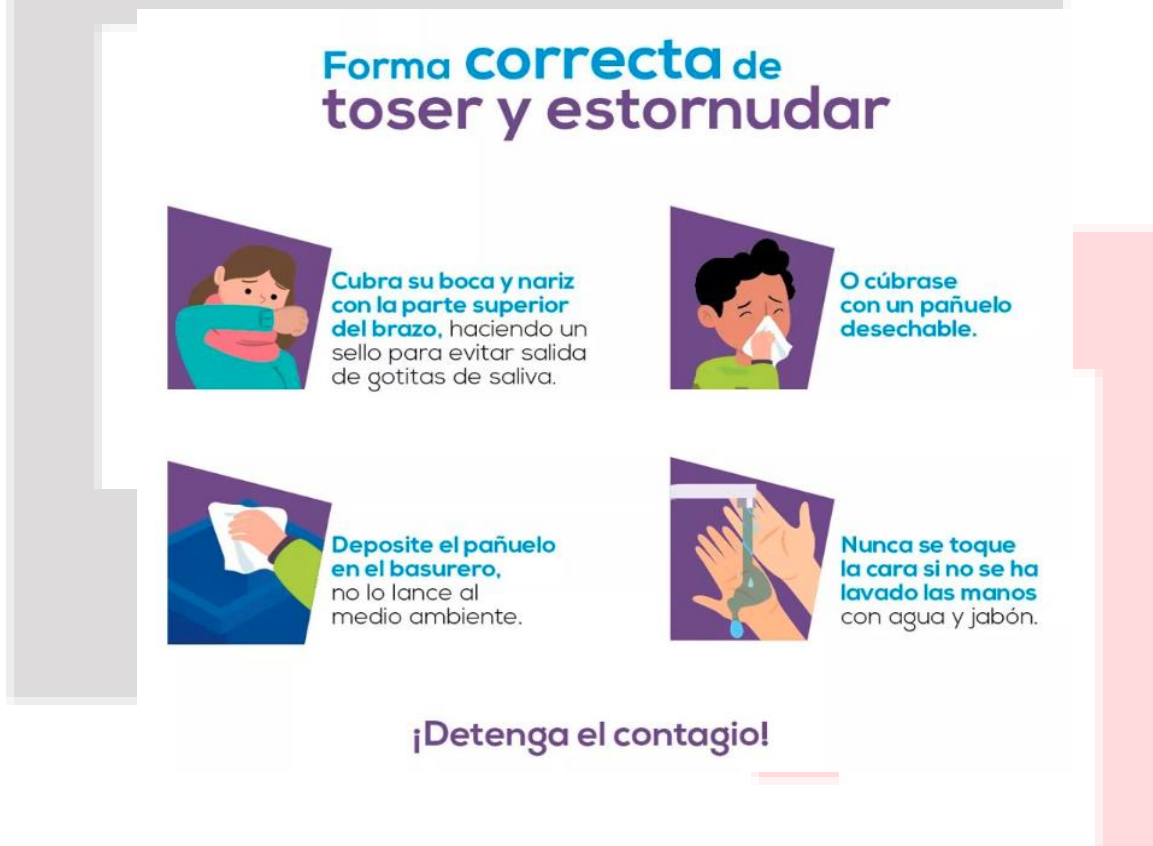 Forma correcta de
toser y estornudar
Cubra su boca y nariz
con la parte superior
del brazo, haciendo un
sello para evitar salida
de gotitas de saliva.
O cúbrase
con un pañuelo
desechable.
Deposite el pañuelo
en el basurero,
no lo lance al
medio ambiente.
Nunca se toque
la cara si no se ha
lavado las manos
con agua y jabón.
¡Detenga el contagio!